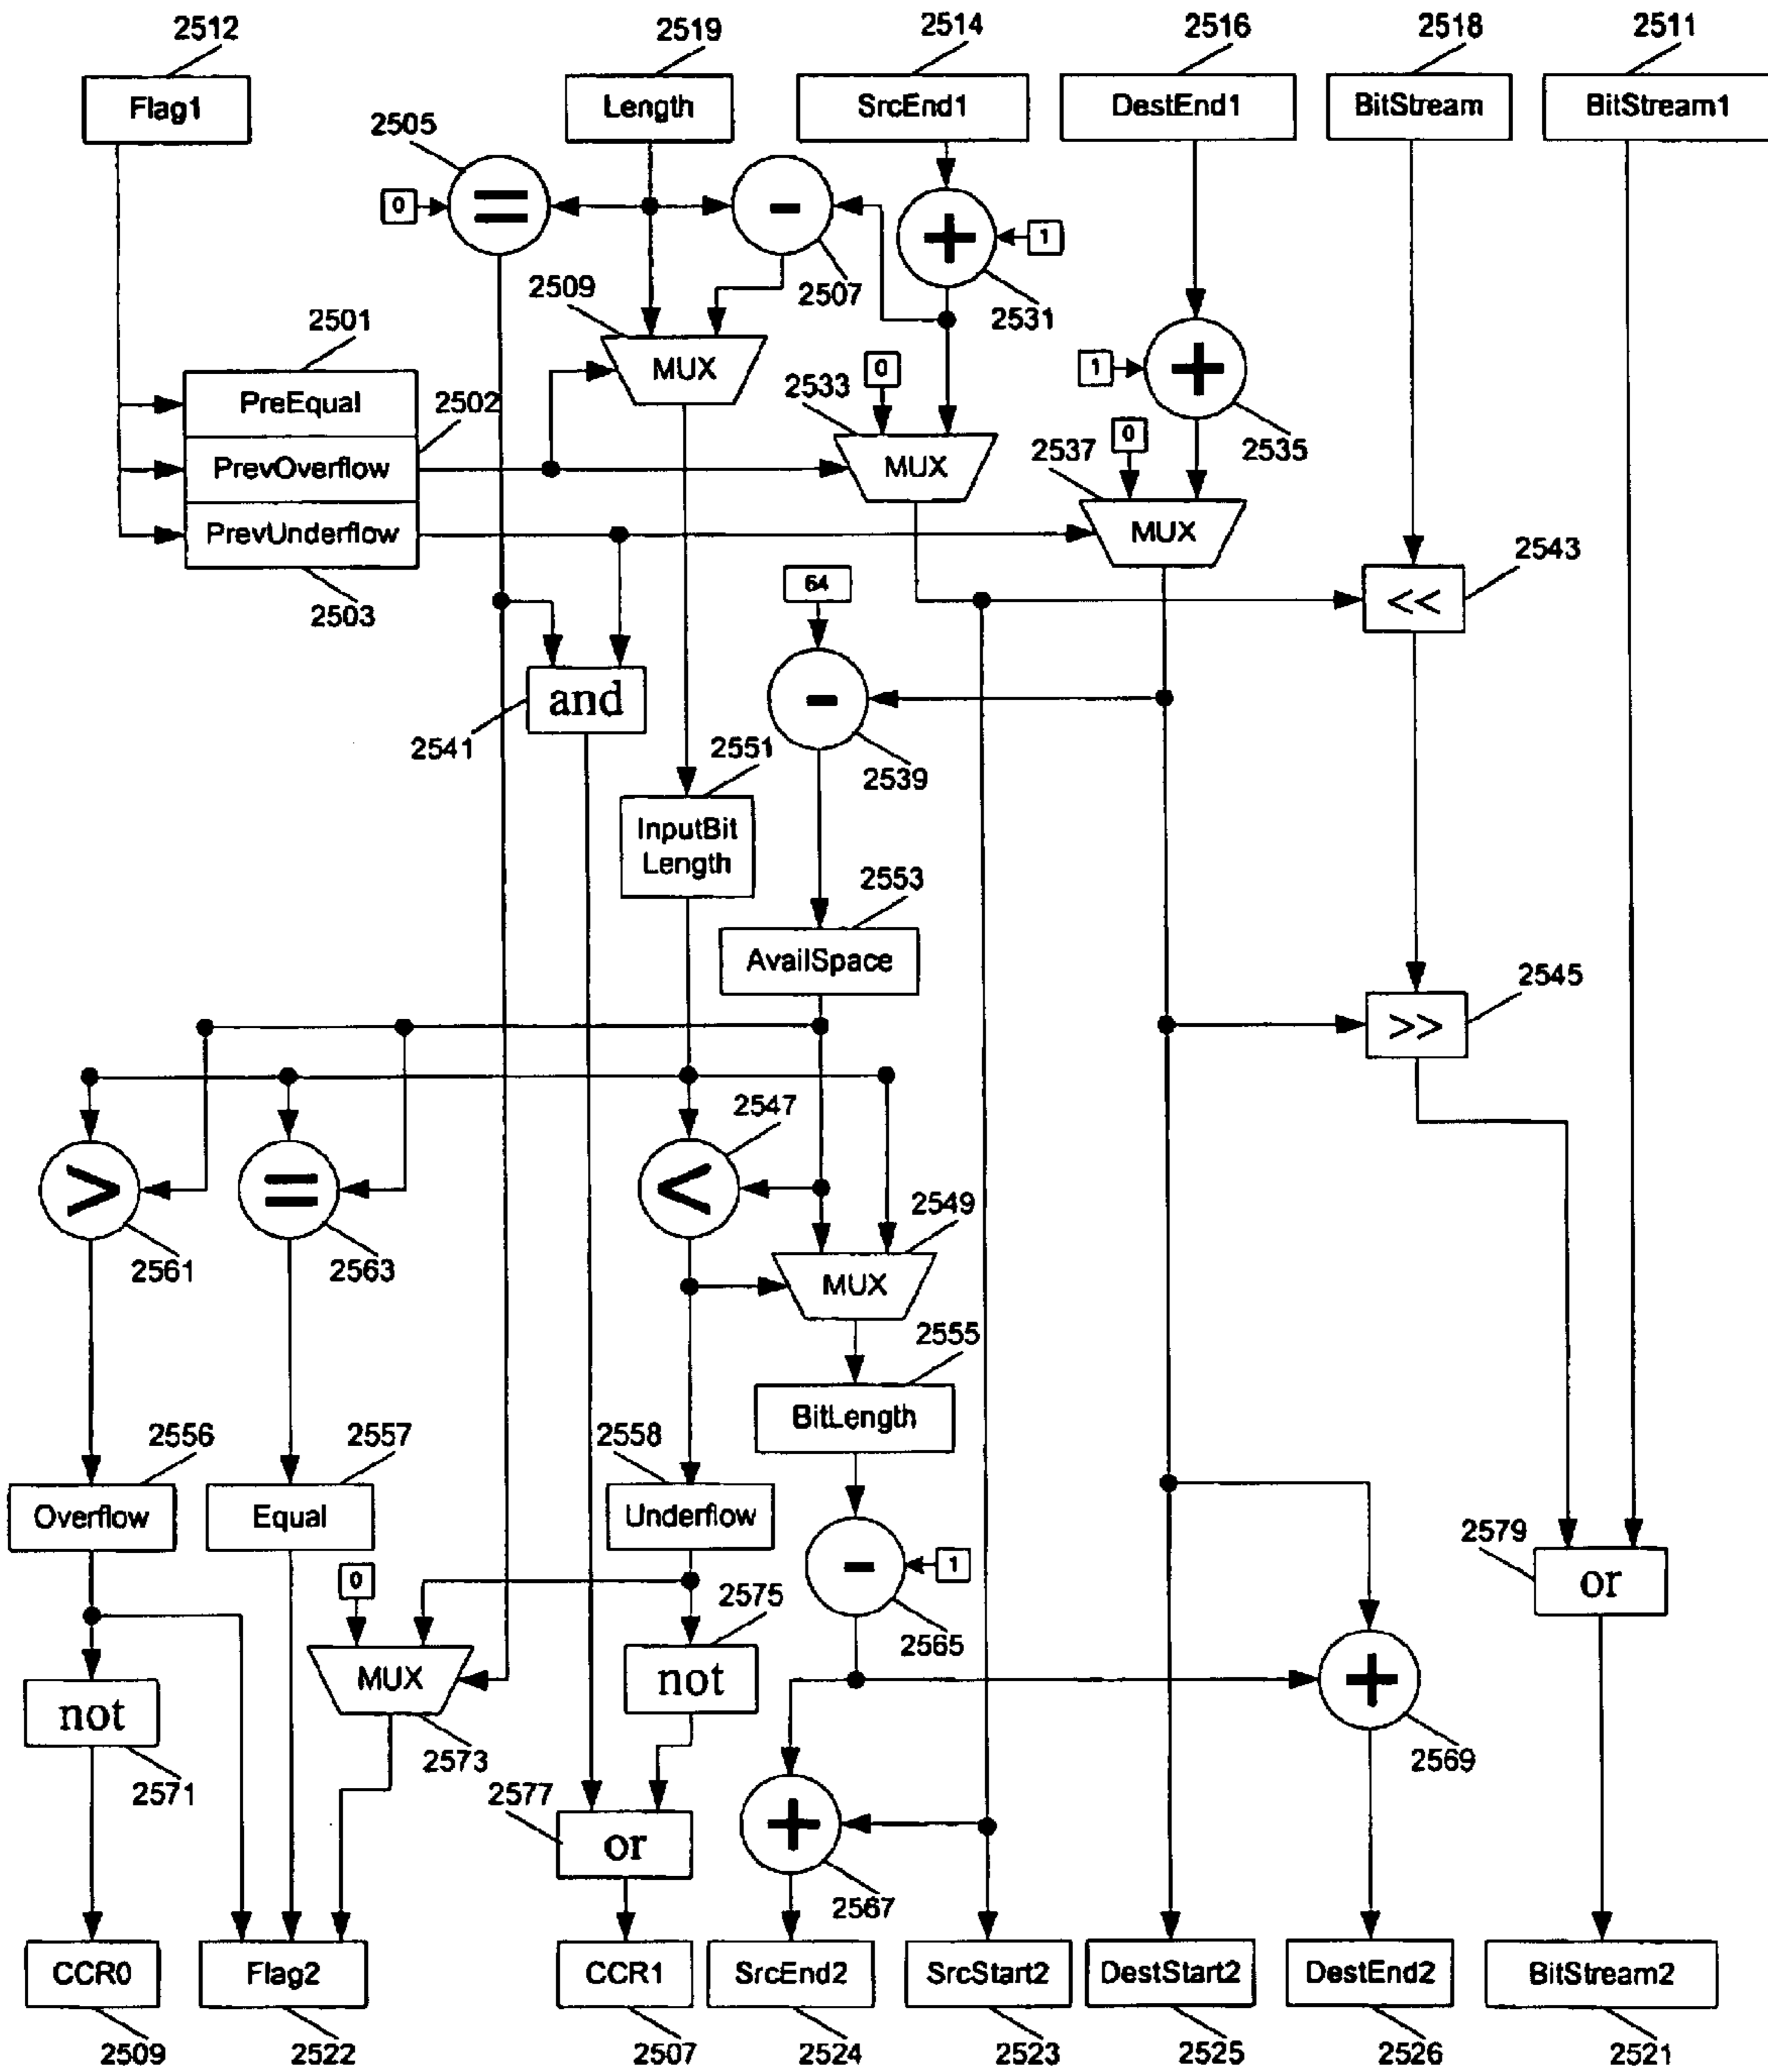 2512
2519
2514
2516
2518
2511
Flag1
Length
SrcEnd1
DestEnd1
BitStream
BitStream1
2505
0
=
-
+
1
2509
2507
2531
2501
MUX
0
1
+
PreEqual
2502
2533
PrevOverflow
MUX
0
2535
2537
PrevUnderflow
MUX
2503
64
2543
<<
and
-
2541
2551
2539
InputBit
Length
2553
AvailSpace
2545
>>
2547
>
=
<
2549
2561
2563
MUX
2555
BitLength
2556
2557
2558
Overflow
Equal
Underflow
2579
0
-
1
or
2575
2565
MUX
not
+
not
2573
2569
2571
2577
+
or
2567
CCR0
Flag2
CCR1
SrcEnd2
SrcStart2
DestStart2
DestEnd2
BitStream2
2509
2522
2507
2524
2523
2525
2526
2521